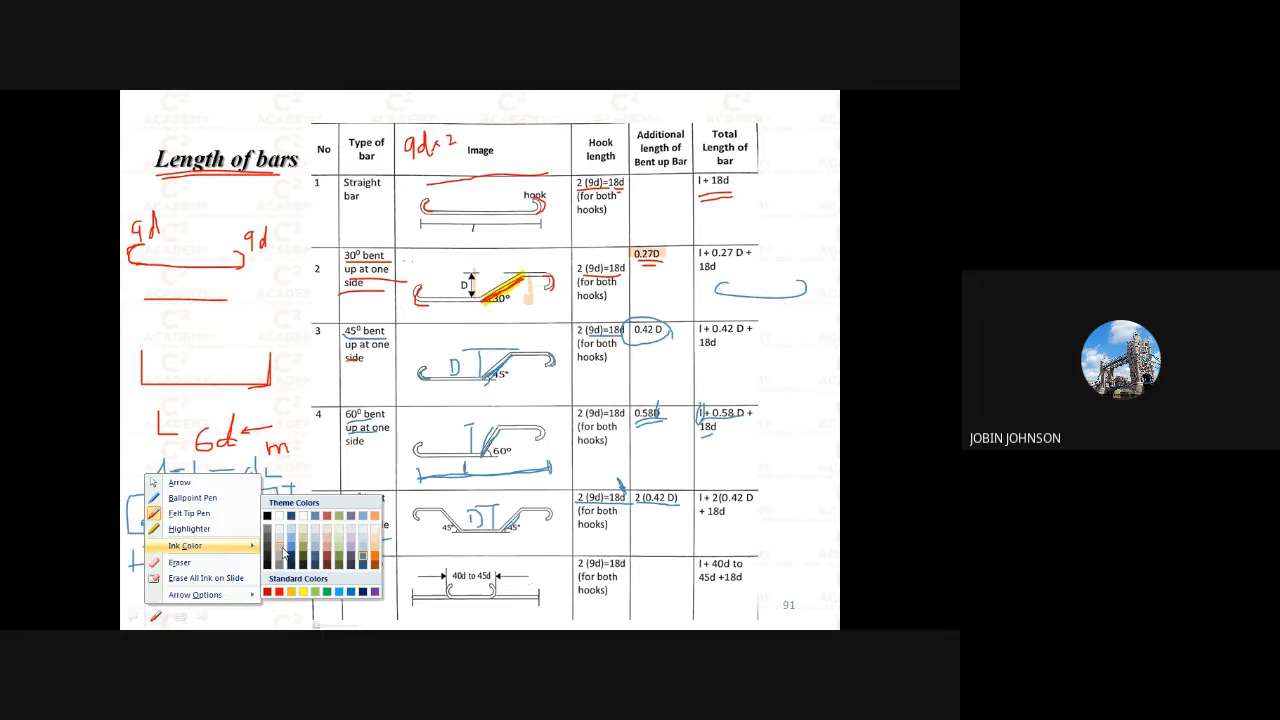 Length of bars
No
Type of bar
Image
Hook length
Additional length of Bent up Bar
Total Length of bar
9d×2
1
Straight bar
hook
l
2 (9d)=18d
(for both hooks)
l + 18d
9d
9d
2
30⁰ bent up at one side
D
30°
2 (9d)=18d
(for both hooks)
0.27D
l + 0.27 D + 18d
3
45⁰ bent up at one side
D
45°
2 (9d)=18d
(for both hooks)
0.42 D
l + 0.42 D + 18d
4
60⁰ bent up at one side
60°
2 (9d)=18d
(for both hooks)
0.58D
l + 0.58 D + 18d
6d
m
D
45°
45°
2 (9d)=18d
(for both hooks)
2 (0.42 D)
l + 2(0.42 D + 18d
40d to 45d
2 (9d)=18d
(for both hooks)
l + 40d to 45d +18d
91
Arrow
Ballpoint Pen
Felt Tip Pen
Highlighter
Ink Color
Eraser
Erase All Ink on Slide
Arrow Options
Theme Colors
Standard Colors
JOBIN JOHNSON